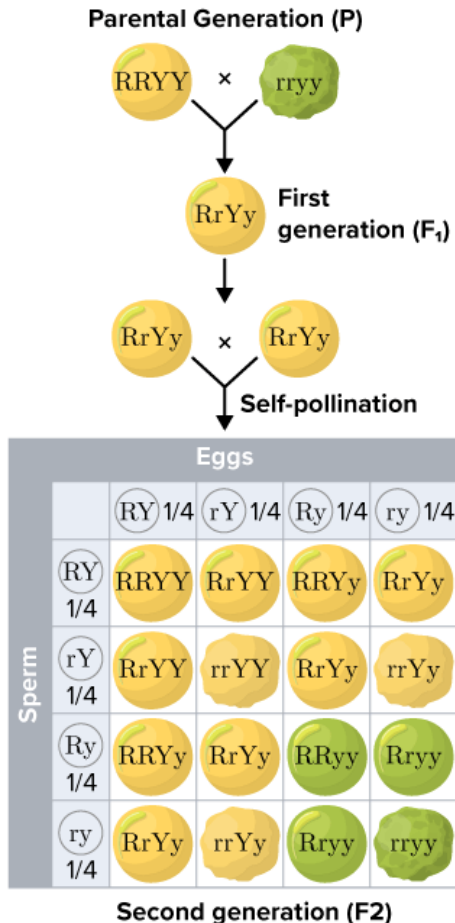 Parental Generation (P)
RRYY × rryy
RrYy
First
generation (F₁)
RrYy × RrYy
Self-pollination
Eggs
RY 1/4 rY 1/4 Ry 1/4 ry 1/4
Sperm
RY
1/4
RRYY RrYY RRYy RrYy
rY
1/4
RrYY rrYY RrYy rrYy
Ry
1/4
RRYy RrYy RRyy Rryy
ry
1/4
RrYy rrYy Rryy rryy
Second generation (F2)